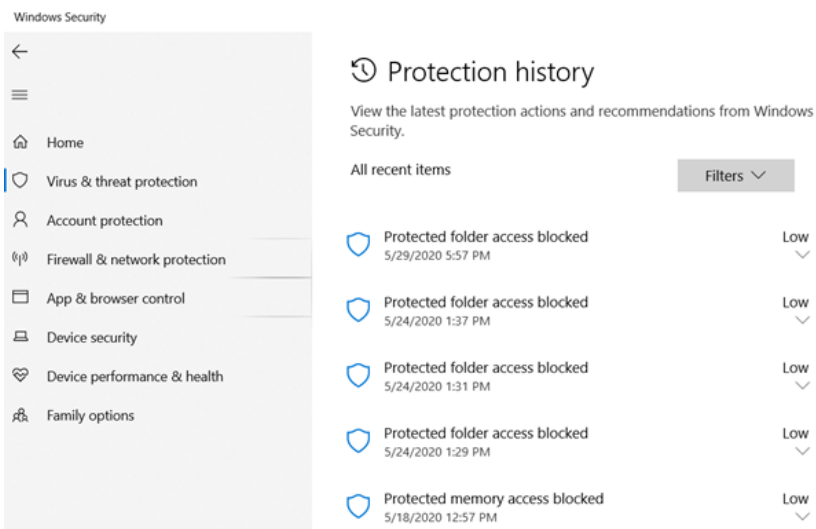 Windows Security
Home
Virus & threat protection
Account protection
Firewall & network protection
App & browser control
Device security
Device performance & health
Family options
Protection history
View the latest protection actions and recommendations from Windows
Security.
All recent items
Filters
Protected folder access blocked
Low
5/29/2020 5:57 PM
Protected folder access blocked
Low
5/24/2020 1:37 PM
Protected folder access blocked
Low
5/24/2020 1:31 PM
Protected folder access blocked
Low
5/24/2020 1:29 PM
Protected memory access blocked
Low
5/18/2020 12:57 PM